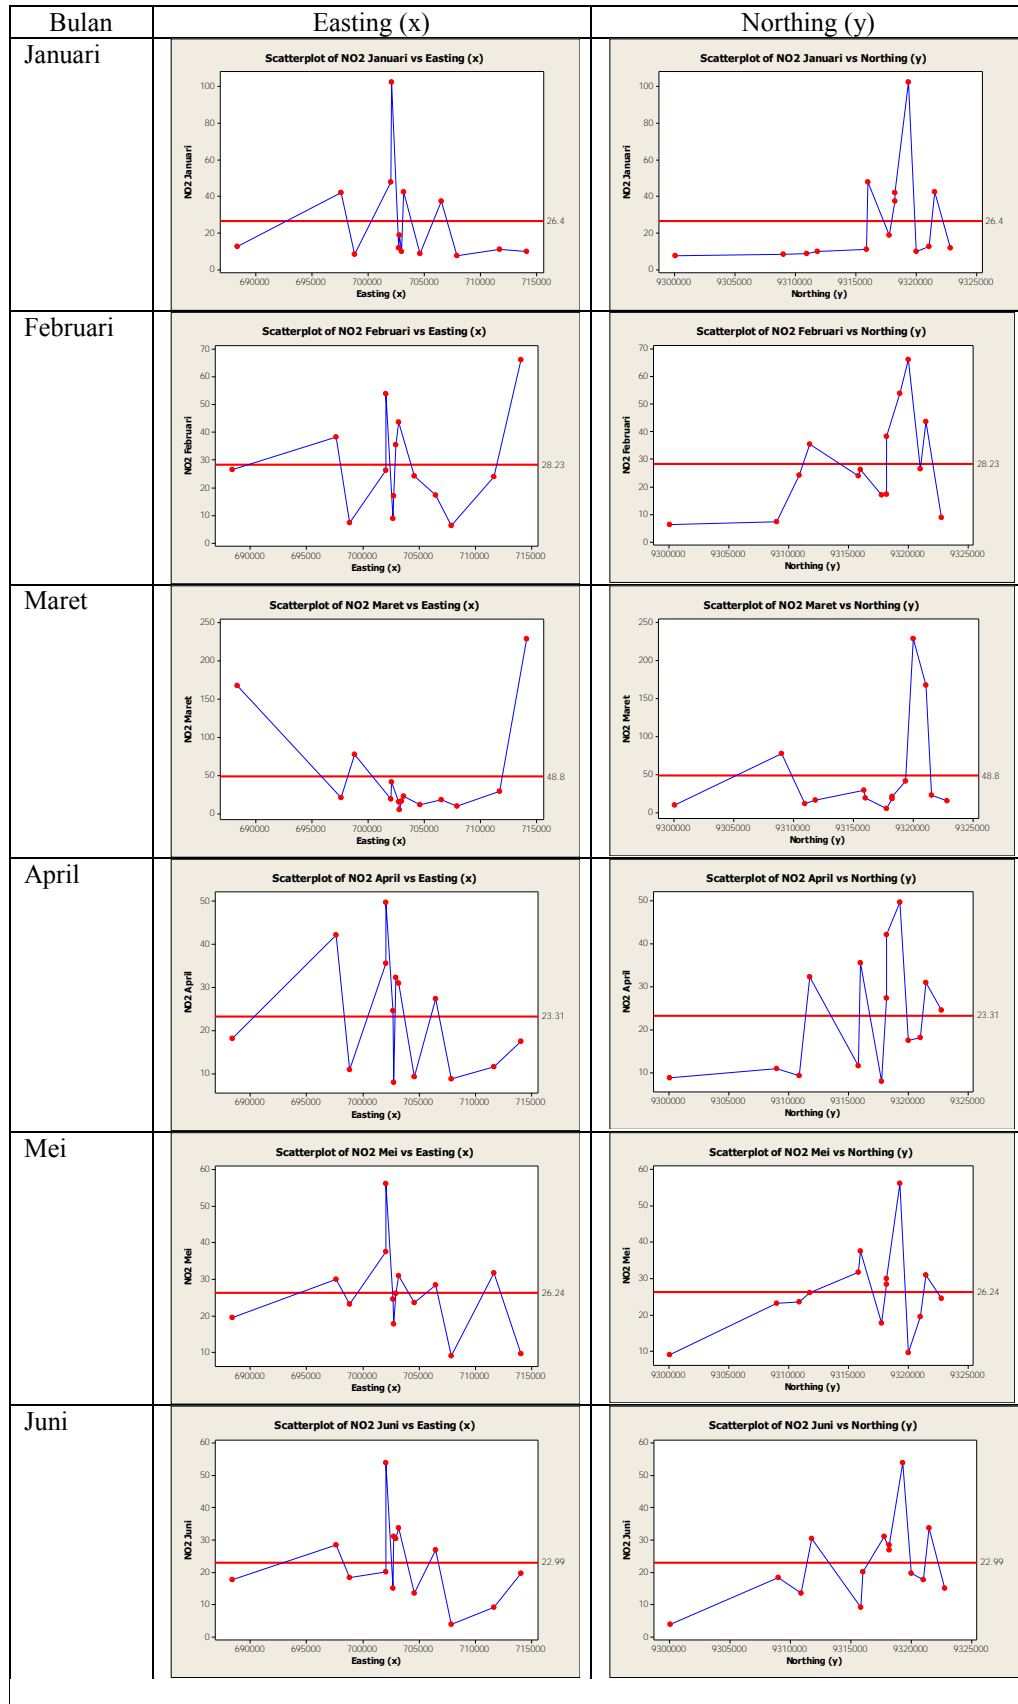 Bulan Easting (x) Northing (y)
Januari
Scatterplot of NO2 Januari vs Easting (x)
NO2 Januari
100
80
60
40
20
0
26.4
690000 695000 700000 705000 710000 715000
Easting (x)
Scatterplot of NO2 Januari vs Northing (y)
NO2 Januari
100
80
60
40
20
0
26.4
9300000 9305000 9310000 9315000 9320000 9325000
Northing (y)
Februari
Scatterplot of NO2 Februari vs Easting (x)
NO2 Februari
70
60
50
40
30
20
10
0
28.23
690000 695000 700000 705000 710000 715000
Easting (x)
Scatterplot of NO2 Februari vs Northing (y)
NO2 Februari
70
60
50
40
30
20
10
0
28.23
9300000 9305000 9310000 9315000 9320000 9325000
Northing (y)
Maret
Scatterplot of NO2 Maret vs Easting (x)
NO2 Maret
250
200
150
100
50
0
48.8
690000 695000 700000 705000 710000 715000
Easting (x)
Scatterplot of NO2 Maret vs Northing (y)
NO2 Maret
250
200
150
100
50
0
48.8
9300000 9305000 9310000 9315000 9320000 9325000
Northing (y)
April
Scatterplot of NO2 April vs Easting (x)
NO2 April
50
40
30
20
10
23.31
690000 695000 700000 705000 710000 715000
Easting (x)
Scatterplot of NO2 April vs Northing (y)
NO2 April
50
40
30
20
10
23.31
9300000 9305000 9310000 9315000 9320000 9325000
Northing (y)
Mei
Scatterplot of NO2 Mei vs Easting (x)
NO2 Mei
60
50
40
30
20
10
26.24
690000 695000 700000 705000 710000 715000
Easting (x)
Scatterplot of NO2 Mei vs Northing (y)
NO2 Mei
60
50
40
30
20
10
26.24
9300000 9305000 9310000 9315000 9320000 9325000
Northing (y)
Juni
Scatterplot of NO2 Juni vs Easting (x)
NO2 Juni
60
50
40
30
20
10
0
22.99
690000 695000 700000 705000 710000 715000
Easting (x)
Scatterplot of NO2 Juni vs Northing (y)
NO2 Juni
60
50
40
30
20
10
0
22.99
9300000 9305000 9310000 9315000 9320000 9325000
Northing (y)